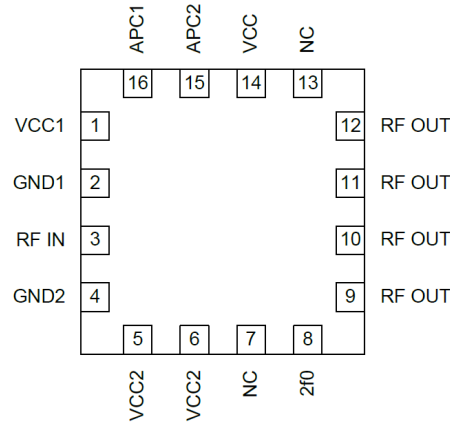 APC1 APC2 VCC NC
16 15 14 13
VCC1 1 12 RF OUT
GND1 2 11 RF OUT
RF IN 3 10 RF OUT
GND2 4 9 RF OUT
5 6 7 8
VCC2 VCC2 NC 2f0